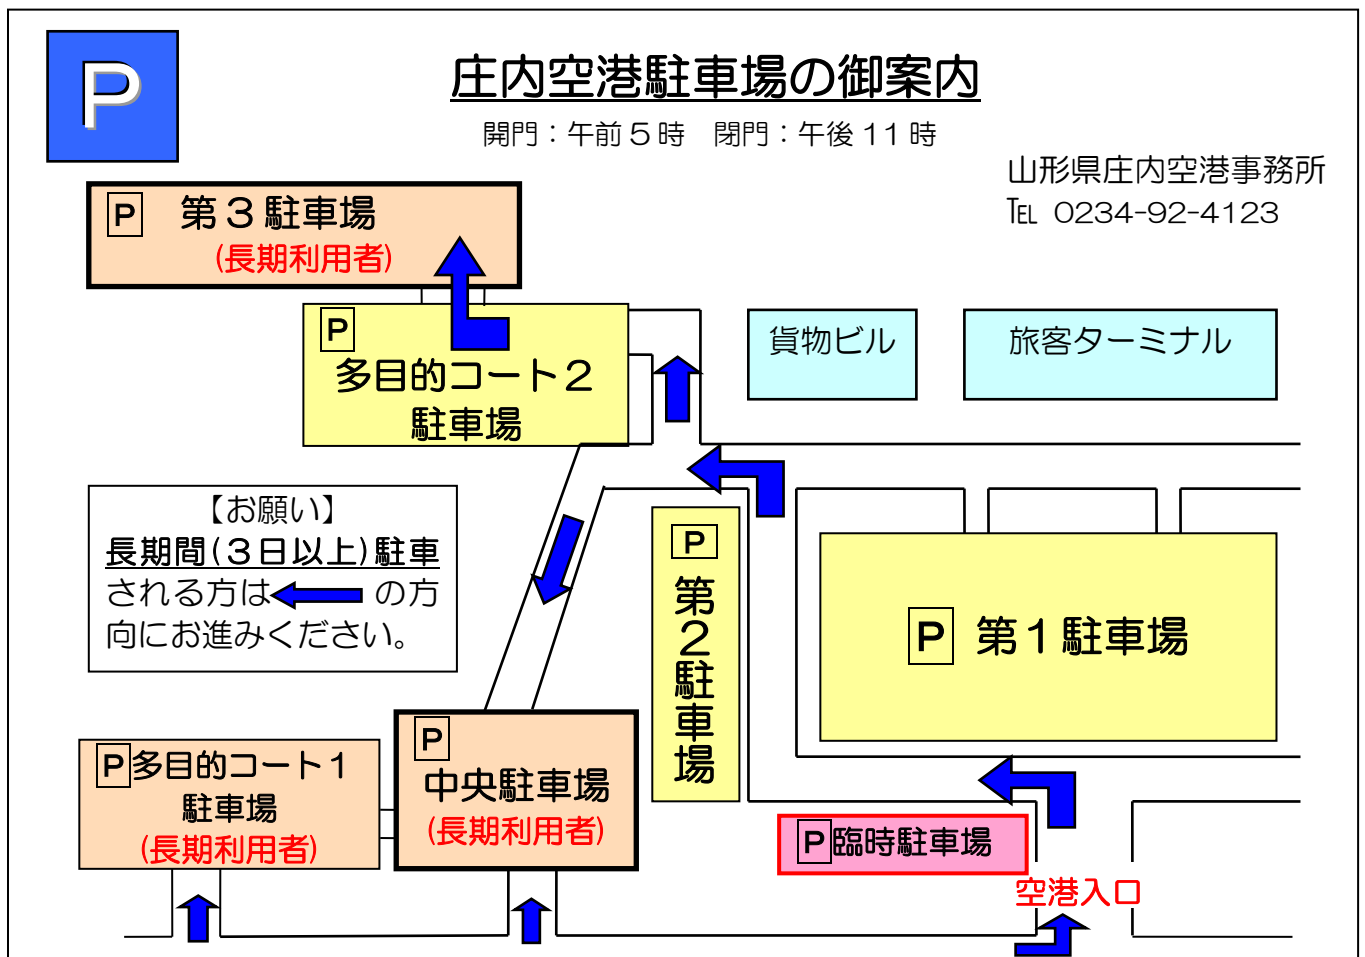 P
庄内空港駐車場の御案内
開門：午前５時　閉門：午後 11 時
山形県庄内空港事務所
℡ 0234-92-4123
P 第３駐車場
(長期利用者)
P
多目的コート２
駐車場
貨物ビル
旅客ターミナル
【お願い】
長期間(３日以上)駐車
される方は の方
向にお進みください。
P
第２駐車場
P 第１駐車場
P多目的コート１
駐車場
(長期利用者)
P
中央駐車場
(長期利用者)
P臨時駐車場
空港入口